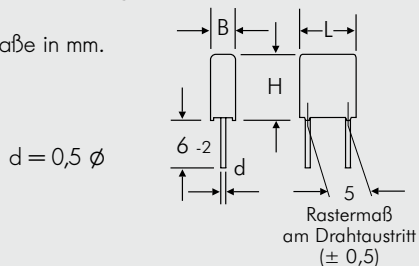 B
L
aße in mm.
H
6 -2
d = 0,5 ϕ
d
5
Rastermaß
am Drahtaustritt
(± 0,5)